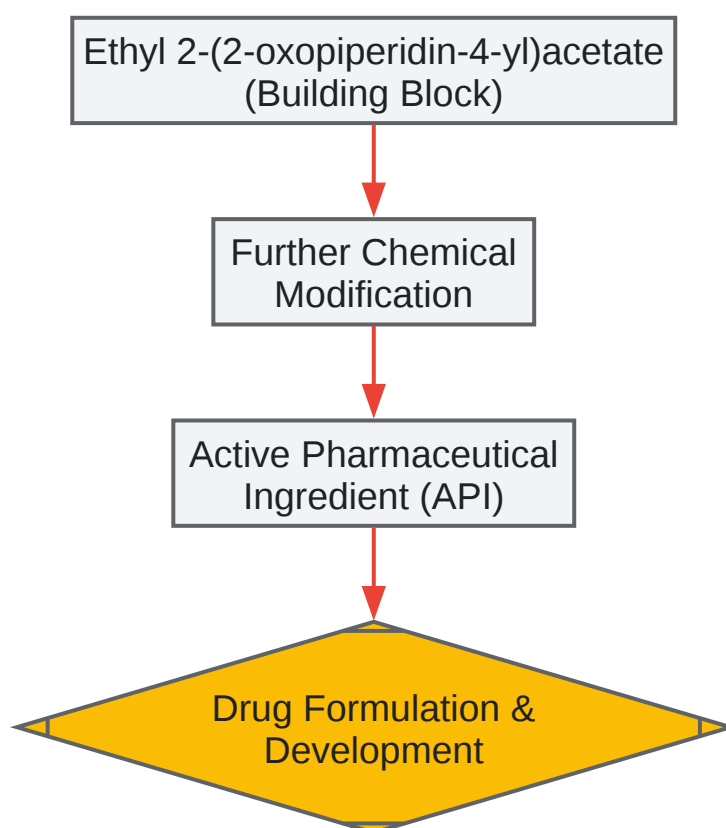 Ethyl 2-(2-oxopiperidin-4-yl)acetate
(Building Block)
Further Chemical
Modification
Active Pharmaceutical
Ingredient (API)
Drug Formulation &
Development